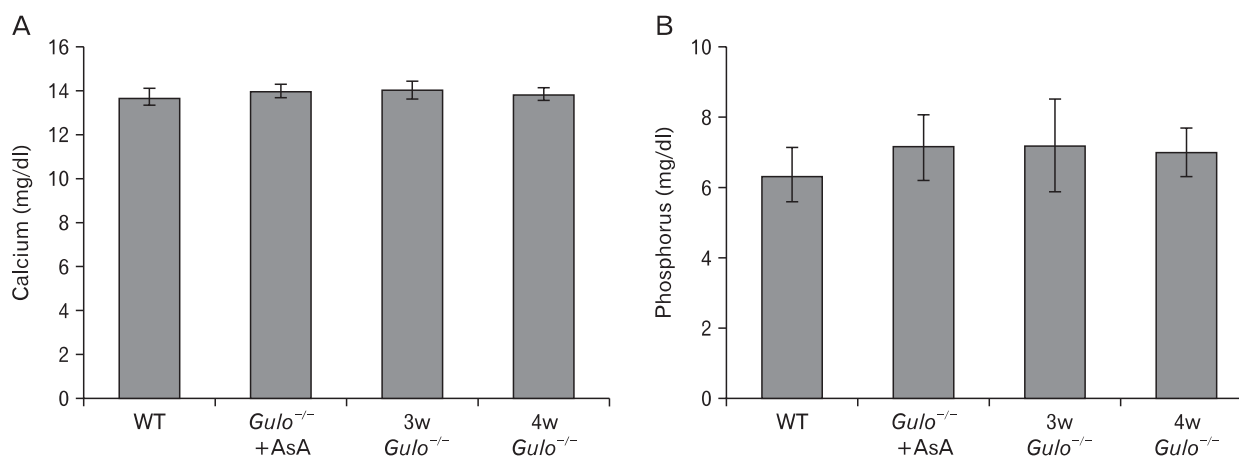 A
Calcium (mg/dl)
16
14
12
10
8
6
4
2
0
WT
Gulo−/−
+AsA
3w
Gulo−/−
4w
Gulo−/−
B
Phosphorus (mg/dl)
10
8
6
4
2
0
WT
Gulo−/−
+AsA
3w
Gulo−/−
4w
Gulo−/−